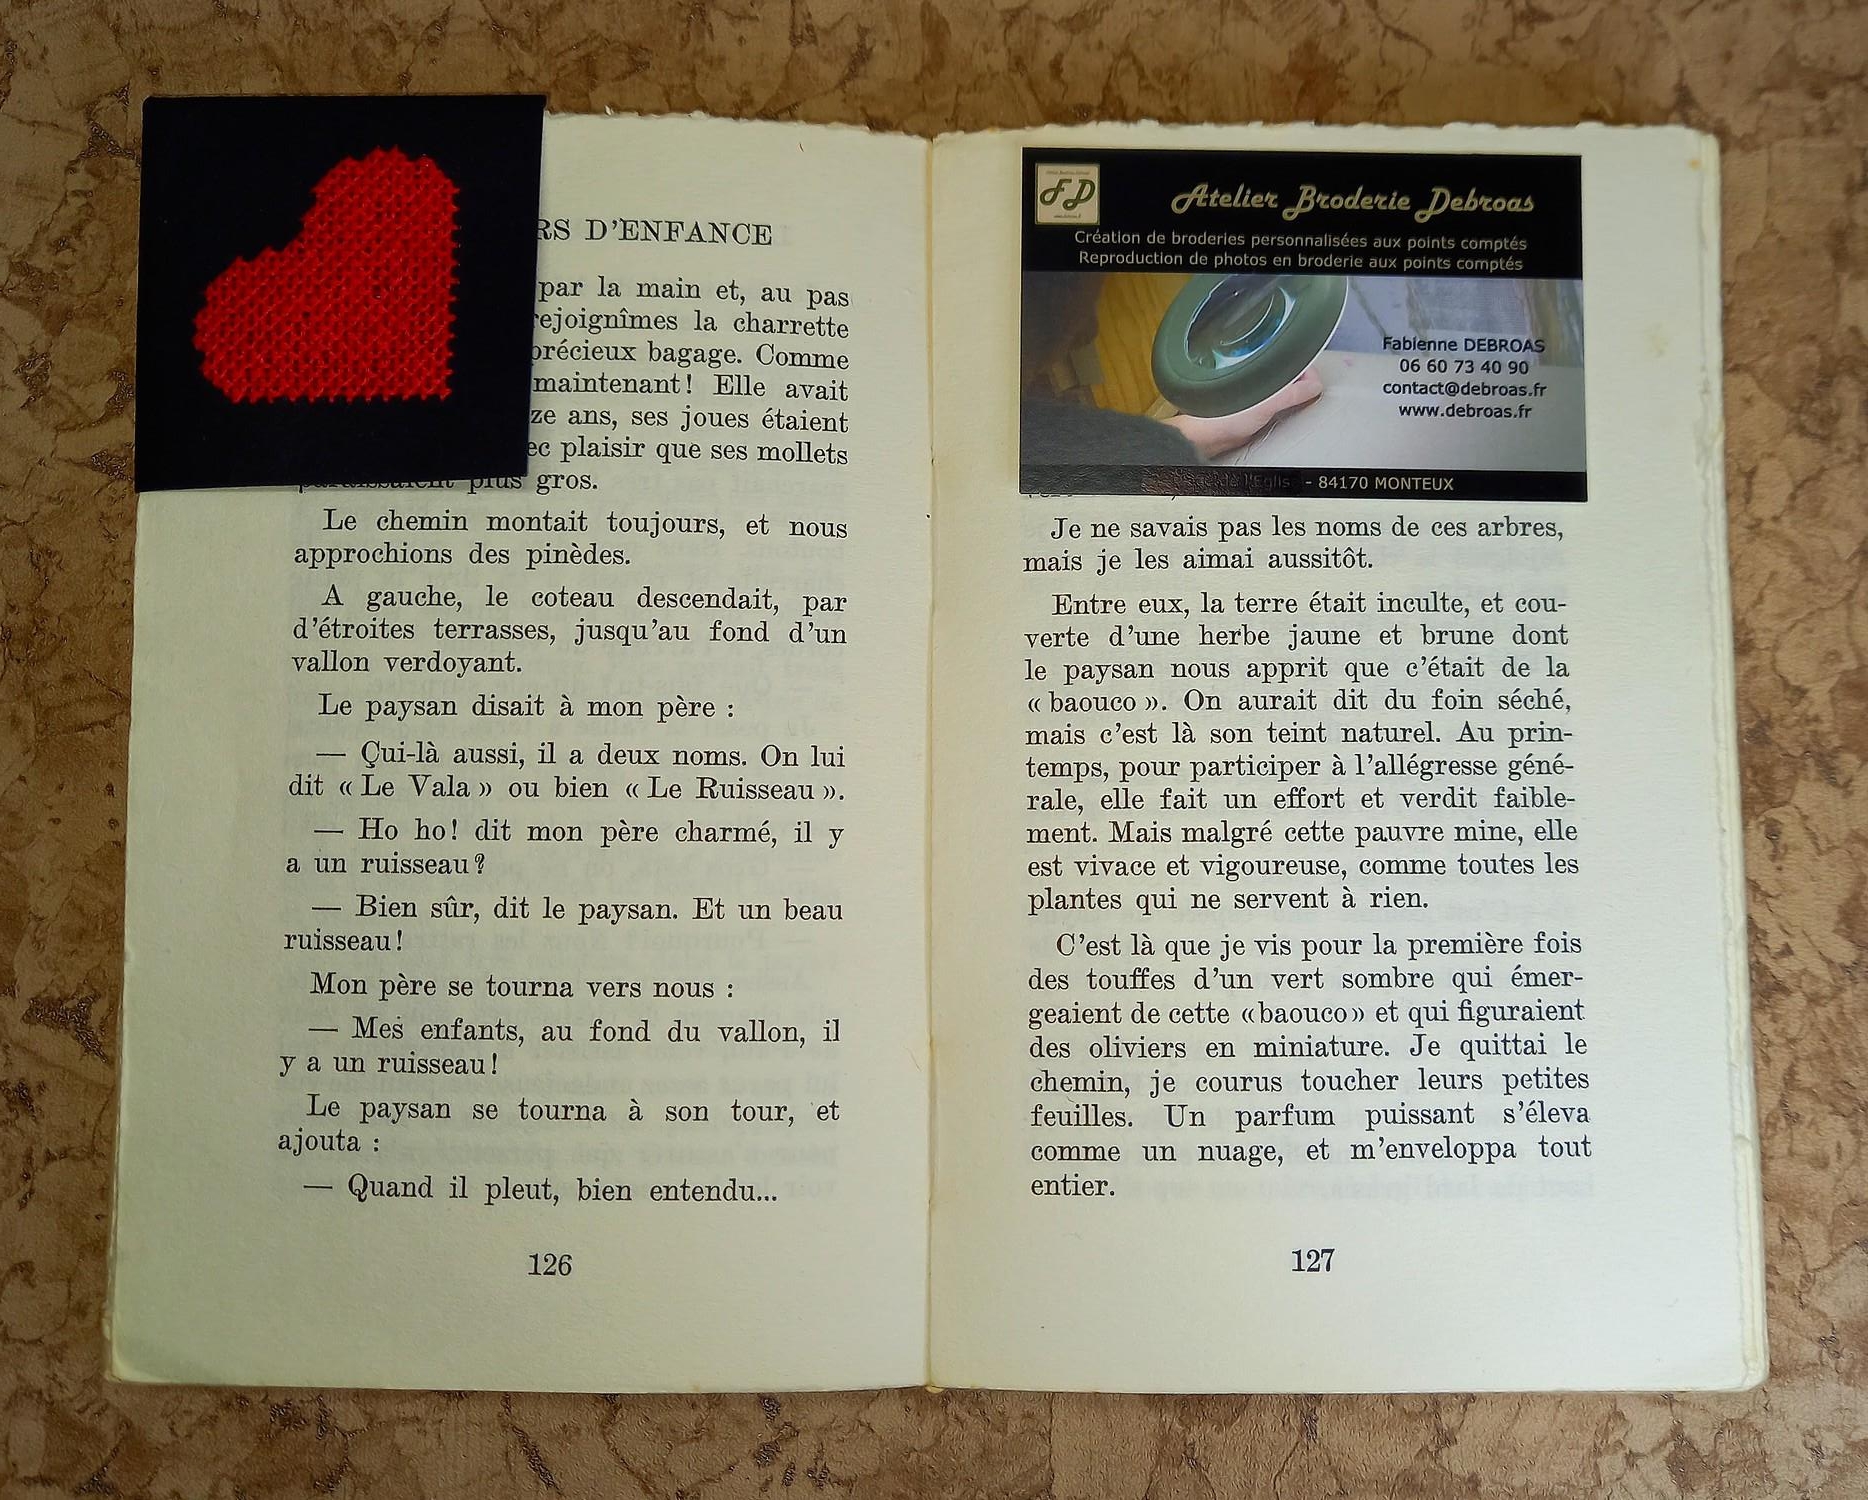 RS D'ENFANCE
par la main et, au pas
rejoignîmes la charrette
précieux bagage. Comme
maintenant! Elle avait
ze ans, ses joues étaient
ec plaisir que ses mollets
plus gros.
Le chemin montait toujours, et nous
approchions des pinèdes.
A gauche, le coteau descendait, par
d'étroites terrasses, jusqu'au fond d'un
vallon verdoyant.
Le paysan disait à mon père :
— Çui-là aussi, il a deux noms. On lui
dit « Le Vala » ou bien « Le Ruisseau ».
— Ho ho! dit mon père charmé, il y
a un ruisseau?
— Bien sûr, dit le paysan. Et un beau
ruisseau!
Mon père se tourna vers nous :
— Mes enfants, au fond du vallon, il
y a un ruisseau!
Le paysan se tourna à son tour, et
ajouta :
— Quand il pleut, bien entendu...
126
FD
Atelier Broderie Debroas
Création de broderies personnalisées aux points comptés
Reproduction de photos en broderie aux points comptés
Fabienne DEBROAS
06 60 73 40 90
contact@debroas.fr
www.debroas.fr
de l'Eglise - 84170 MONTEUX
Je ne savais pas les noms de ces arbres,
mais je les aimai aussitôt.
Entre eux, la terre était inculte, et cou-
verte d'une herbe jaune et brune dont
le paysan nous apprit que c'était de la
« baouco ». On aurait dit du foin séché,
mais c'est là son teint naturel. Au prin-
temps, pour participer à l'allégresse géné-
rale, elle fait un effort et verdit faible-
ment. Mais malgré cette pauvre mine, elle
est vivace et vigoureuse, comme toutes les
plantes qui ne servent à rien.
C'est là que je vis pour la première fois
des touffes d'un vert sombre qui émer-
geaient de cette «baouco» et qui figuraient
des oliviers en miniature. Je quittai le
chemin, je courus toucher leurs petites
feuilles. Un parfum puissant s'éleva
comme un nuage, et m'enveloppa tout
entier.
127